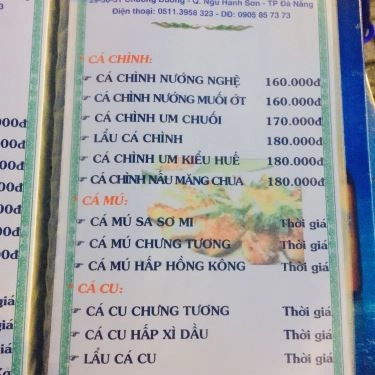 29-30-31 Chương Dương - Q. Ngũ Hành Sơn - TP Đà Nẵng
Điện thoại: 0511.3958 323 - DĐ: 0905 85 73 73
CÁ CHÌNH:
CÁ CHÌNH NƯỚNG NGHỆ 160.000đ
CÁ CHÌNH NƯỚNG MUỐI ỚT 160.000đ
CÁ CHÌNH UM CHUỐI 170.000đ
LẨU CÁ CHÌNH 180.000đ
CÁ CHÌNH UM KIỂU HUẾ 180.000đ
CÁ CHÌNH NẤU MĂNG CHUA 180.000đ
CÁ MÚ:
CÁ MÚ SA SƠ MI Thời giá
CÁ MÚ CHƯNG TƯƠNG Thời giá
CÁ MÚ HẤP HỒNG KÔNG Thời giá
CÁ CU:
CÁ CU CHƯNG TƯƠNG Thời giá
CÁ CU HẤP XÌ DẦU Thời giá
LẨU CÁ CU Thời giá